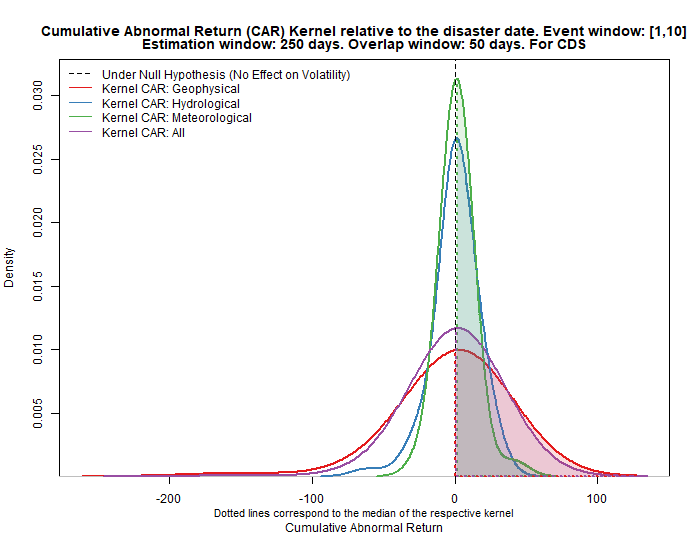 Cumulative Abnormal Return (CAR) Kernel relative to the disaster date. Event window: [1,10]
Estimation window: 250 days. Overlap window: 50 days. For CDS
Under Null Hypothesis (No Effect on Volatility)
Kernel CAR: Geophysical
Kernel CAR: Hydrological
Kernel CAR: Meteorological
Kernel CAR: All
Density
0.030
0.025
0.020
0.015
0.010
0.005
-200 -100 0 100
Dotted lines correspond to the median of the respective kernel
Cumulative Abnormal Return